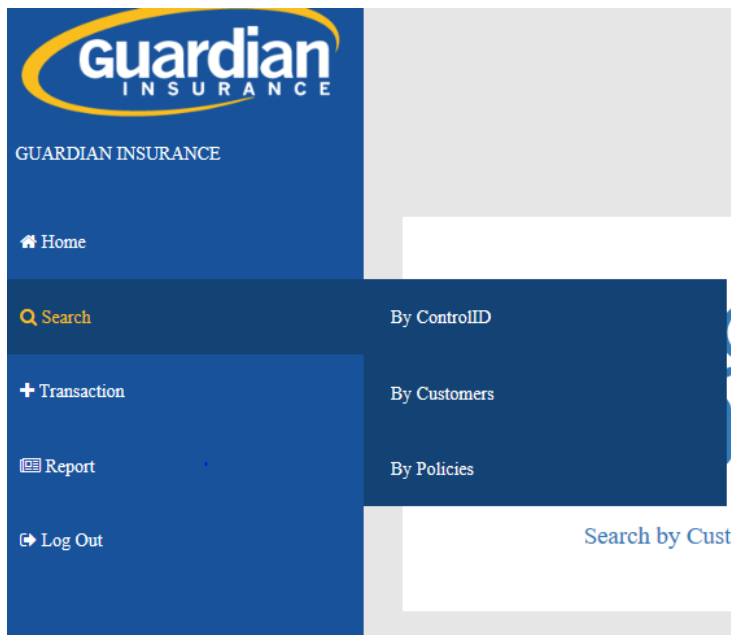 Guardian
INSURANCE
GUARDIAN INSURANCE
Home
Search
By ControlID
Transaction
By Customers
Report
By Policies
Log Out
Search by Cust